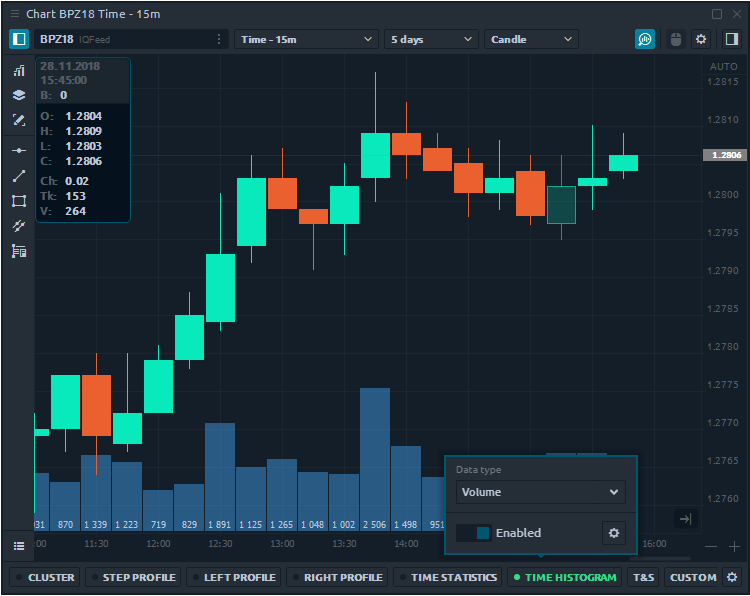 Chart BPZ18 Time - 15m
BPZ18 IQFeed Time - 15m 5 days Candle
28.11.2018
15:45:00
B: 0
O: 1.2804
H: 1.2809
L: 1.2803
C: 1.2806
Ch: 0.02
Tk: 153
V: 264
AUTO
1.2815
1.2810
1.2806
1.2800
1.2795
1.2790
1.2785
1.2780
1.2775
1.2770
1.2765
1.2760
931 870 1 339 1 223 719 829 1 891 1 125 1 265 1 048 1 002 2 506 1 498 951
:00 11:30 12:00 12:30 13:00 13:30 14:00 16:00
Data type
Volume
Enabled
CLUSTER STEP PROFILE LEFT PROFILE RIGHT PROFILE TIME STATISTICS TIME HISTOGRAM T&S CUSTOM